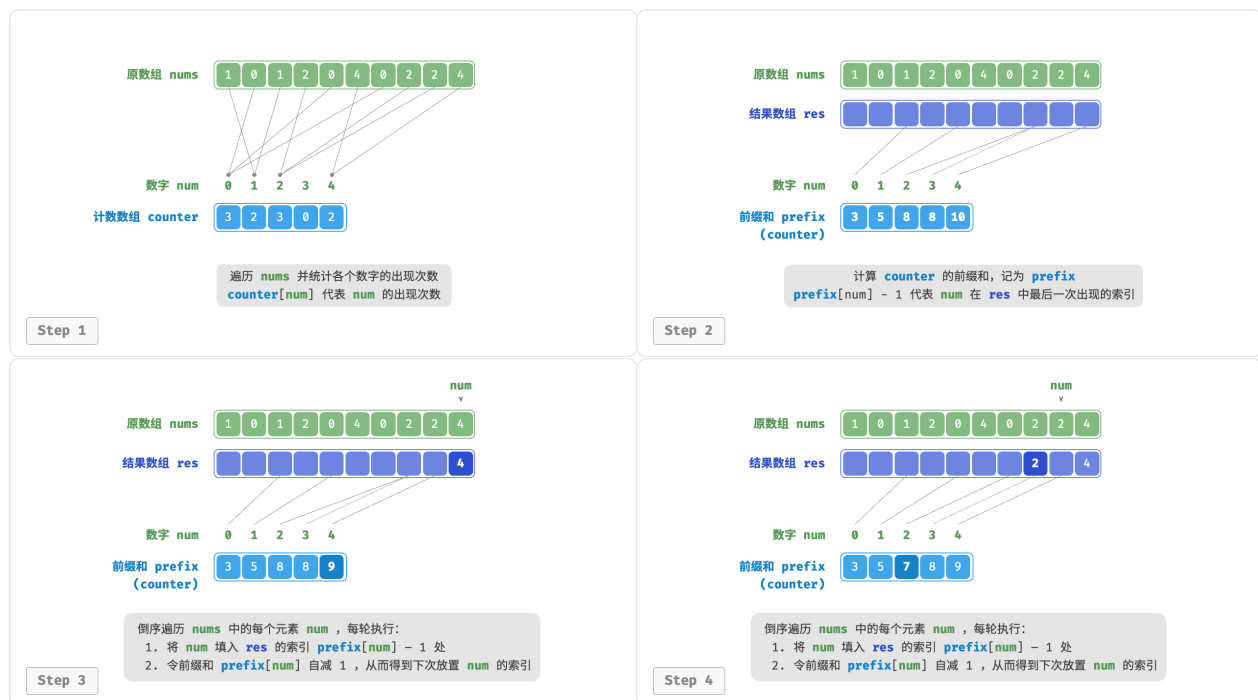 原数组 nums 1 0 1 2 0 4 0 2 2 4
数字 num 0 1 2 3 4
计数数组 counter 3 2 3 0 2
遍历 nums 并统计各个数字的出现次数
counter[num] 代表 num 的出现次数
Step 1
原数组 nums 1 0 1 2 0 4 0 2 2 4
结果数组 res
数字 num 0 1 2 3 4
前缀和 prefix 3 5 8 8 10
(counter)
计算 counter 的前缀和，记为 prefix
prefix[num] - 1 代表 num 在 res 中最后一次出现的索引
Step 2
num
原数组 nums 1 0 1 2 0 4 0 2 2 4
结果数组 res 4
数字 num 0 1 2 3 4
前缀和 prefix 3 5 8 8 9
(counter)
倒序遍历 nums 中的每个元素 num ，每轮执行：
1. 将 num 填入 res 的索引 prefix[num] - 1 处
2. 令前缀和 prefix[num] 自减 1 ，从而得到下次放置 num 的索引
Step 3
num
原数组 nums 1 0 1 2 0 4 0 2 2 4
结果数组 res 2 4
数字 num 0 1 2 3 4
前缀和 prefix 3 5 7 8 9
(counter)
倒序遍历 nums 中的每个元素 num ，每轮执行：
1. 将 num 填入 res 的索引 prefix[num] - 1 处
2. 令前缀和 prefix[num] 自减 1 ，从而得到下次放置 num 的索引
Step 4